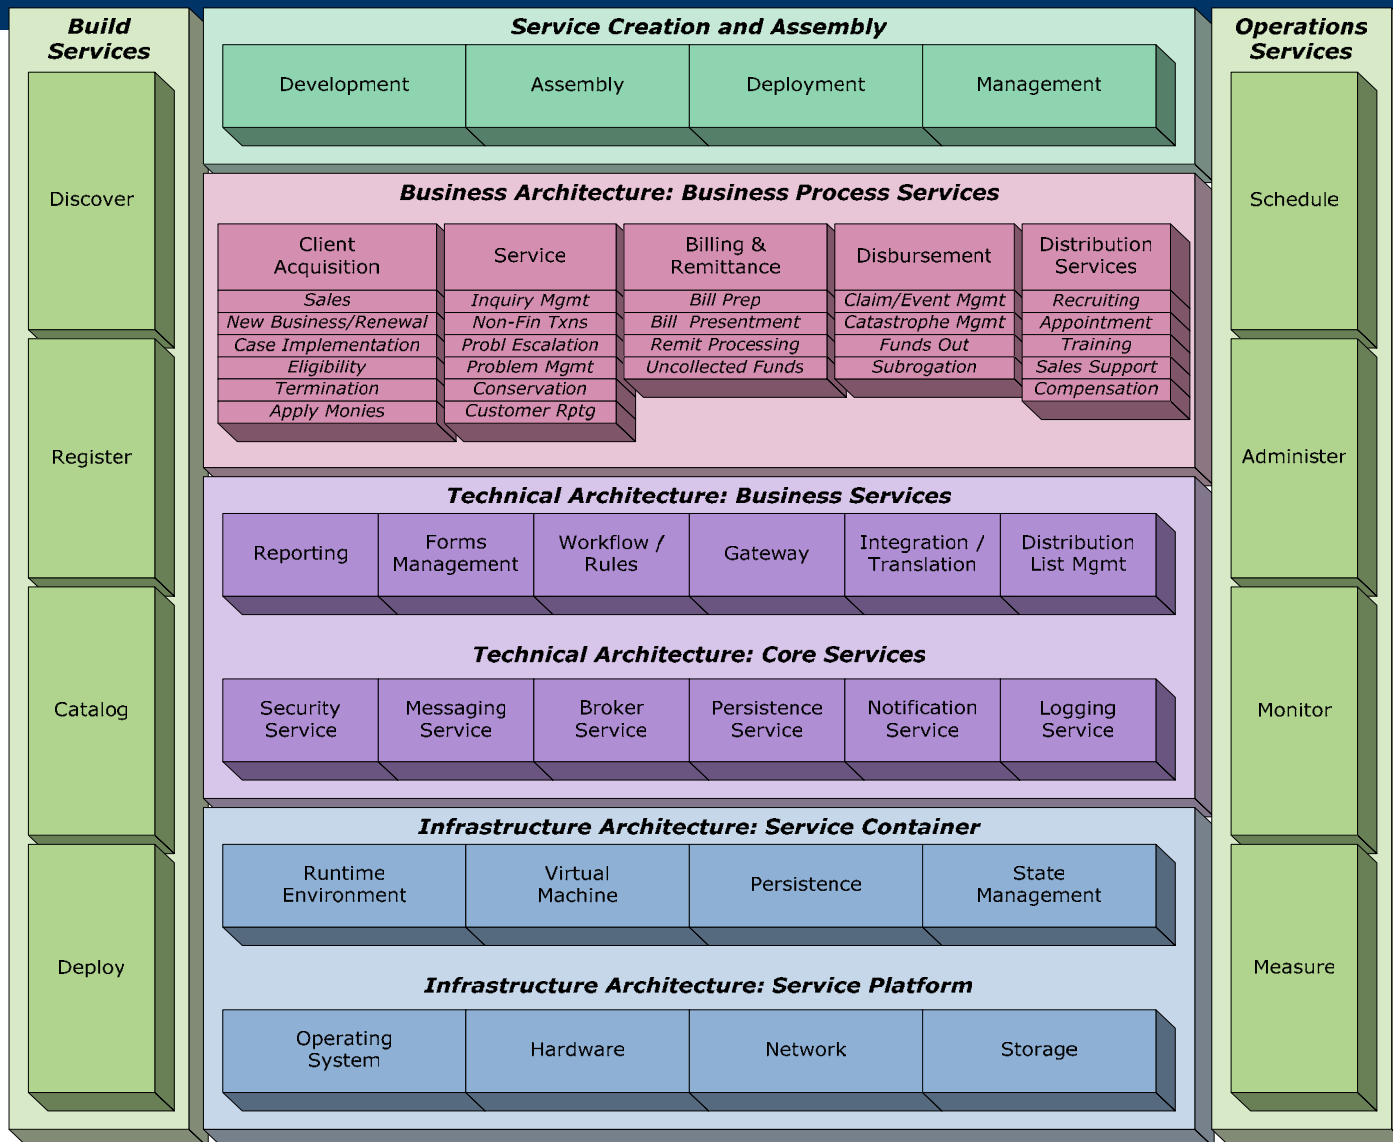 Build
Services
Discover
Register
Catalog
Deploy
Service Creation and Assembly
Development
Assembly
Deployment
Management
Business Architecture: Business Process Services
Client
Acquisition
Sales
New Business/Renewal
Case Implementation
Eligibility
Termination
Apply Monies
Service
Inquiry Mgmt
Non-Fin Txns
Probl Escalation
Problem Mgmt
Conservation
Customer Rptg
Billing &
Remittance
Bill Prep
Bill Presentment
Remit Processing
Uncollected Funds
Disbursement
Claim/Event Mgmt
Catastrophe Mgmt
Funds Out
Subrogation
Distribution
Services
Recruiting
Appointment
Training
Sales Support
Compensation
Technical Architecture: Business Services
Reporting
Forms
Management
Workflow /
Rules
Gateway
Integration /
Translation
Distribution
List Mgmt
Technical Architecture: Core Services
Security
Service
Messaging
Service
Broker
Service
Persistence
Service
Notification
Service
Logging
Service
Infrastructure Architecture: Service Container
Runtime
Environment
Virtual
Machine
Persistence
State
Management
Infrastructure Architecture: Service Platform
Operating
System
Hardware
Network
Storage
Operations
Services
Schedule
Administer
Monitor
Measure